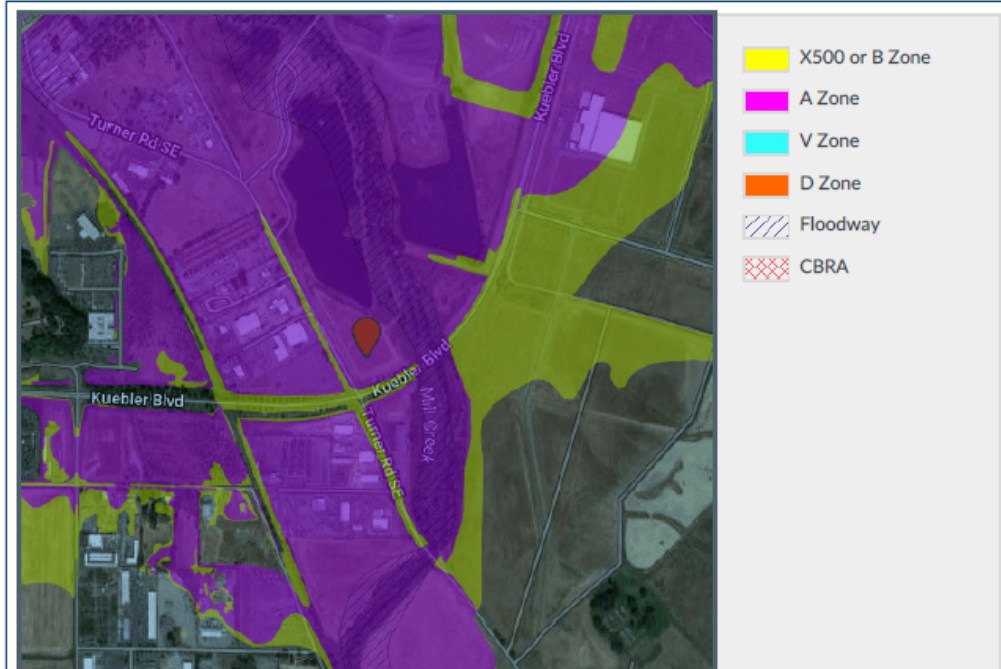 Turner Rd SE
Kuebler Blvd
Kuebler Blvd
Kuebler Blvd
Mill Creek
Turner Rd SE
X500 or B Zone
A Zone
V Zone
D Zone
Floodway
CBRA